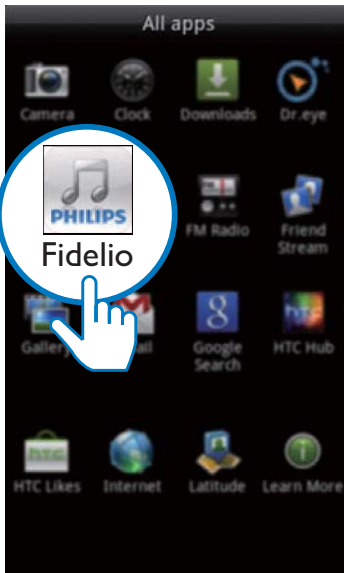 All apps
Camera
Clock
Downloads
Dr.eye
PHILIPS
Fidelio
FM Radio
Friend
Stream
Gallery
Google
Search
HTC Hub
hTC
HTC Likes
Internet
Latitude
Learn More